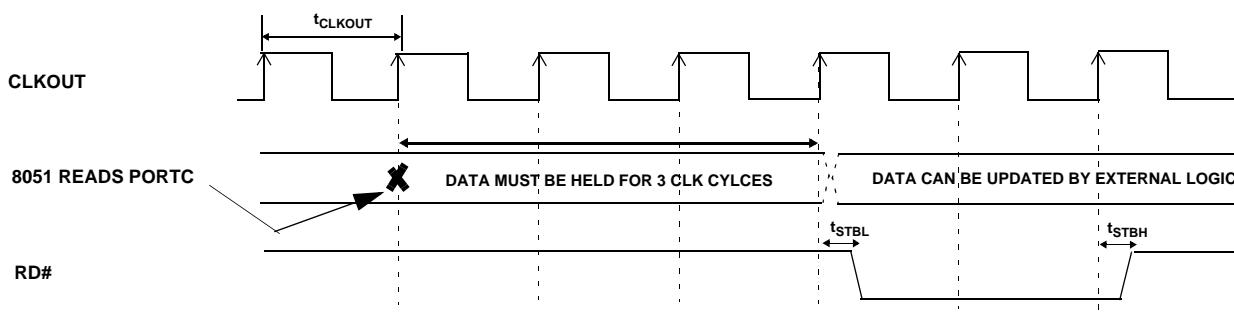 tCLKOUT
CLKOUT
8051 READS PORTC
DATA MUST BE HELD FOR 3 CLK CYLCES
DATA CAN BE UPDATED BY EXTERNAL LOGIC
tSTBL
tSTBH
RD#